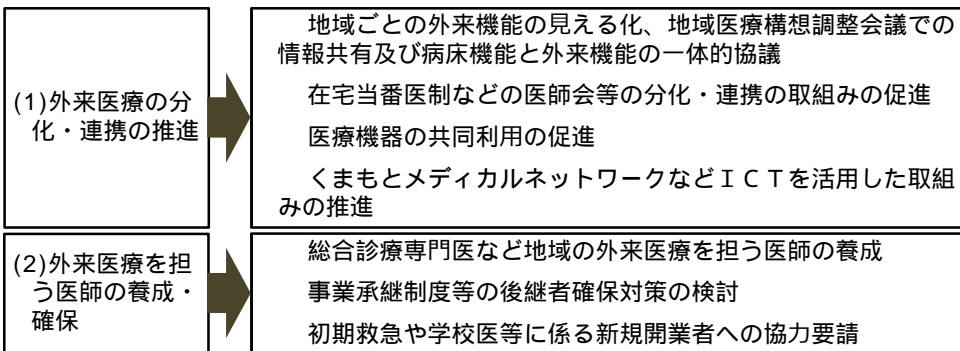 (1)外来医療の分
化・連携の推進
地域ごとの外来機能の見える化、地域医療構想調整会議での
情報共有及び病床機能と外来機能の一体的協議
在宅当番医制などの医師会等の分化・連携の取組みの促進
医療機器の共同利用の促進
くまもとメディカルネットワークなどＩＣＴを活用した取組
みの推進
(2)外来医療を担
う医師の養成・
確保
総合診療専門医など地域の外来医療を担う医師の養成
事業承継制度等の後継者確保対策の検討
初期救急や学校医等に係る新規開業者への協力要請